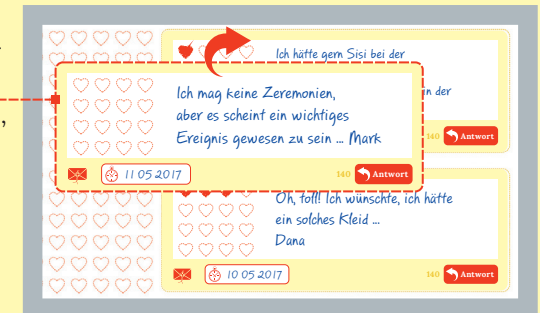 Ich hätte gern Sisi bei der
n der
140 Antwort
Ich mag keine Zeremonien,
aber es scheint ein wichtiges
Ereignis gewesen zu sein ... Mark
11 05 2017
140 Antwort
Oh, toll! Ich wünschte, ich hätte
ein solches Kleid ...
Dana
10 05 2017
140 Antwort